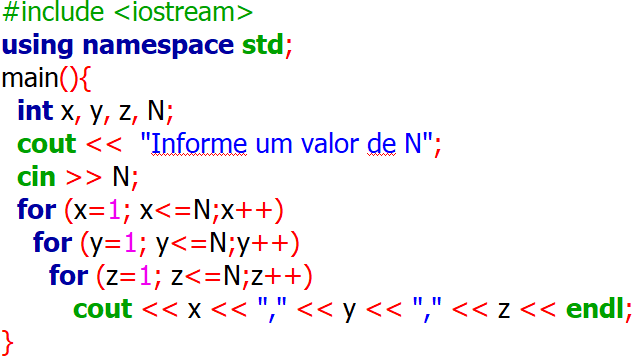 #include <iostream>
using namespace std;
main(){
int x, y, z, N;
cout << "Informe um valor de N";
cin >> N;
for (x=1; x<=N;x++)
for (y=1; y<=N;y++)
for (z=1; z<=N;z++)
cout << x << "," << y << "," << z << endl;
}